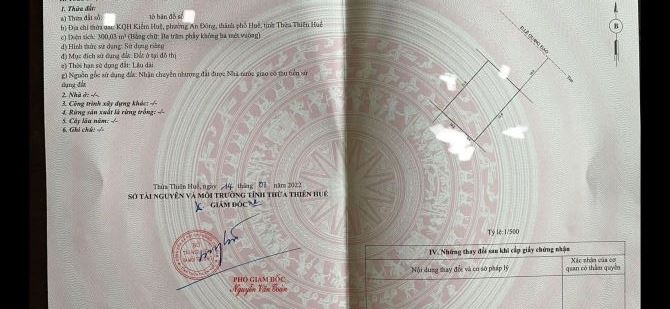 1. Thửa đất:
a) Thửa đất số: tờ bản đồ số:
b) Địa chỉ thửa đất: KQH Kiểm Huệ, phường An Đông, thành phố Huế, tỉnh Thừa Thiên Huế
c) Diện tích: 300,03 m² (Bằng chữ: Ba trăm phẩy không ba mét vuông)
d) Hình thức sử dụng: Sử dụng riêng
đ) Mục đích sử dụng đất: Đất ở tại đô thị
e) Thời hạn sử dụng đất: Lâu dài
g) Nguồn gốc sử dụng đất: Nhận chuyển nhượng đất được Nhà nước giao có thu tiền sử
dụng đất
2. Nhà ở: -/-
3. Công trình xây dựng khác: -/-
4. Rừng sản xuất là rừng trồng: -/-
5. Cây lâu năm: -/-
6. Ghi chú: -/-
Thừa Thiên Huế, ngày 14 tháng 01 năm 2022
SỞ TÀI NGUYÊN VÀ MÔI TRƯỜNG TỈNH THỪA THIÊN HUẾ
GIÁM ĐỐC
PHÓ GIÁM ĐỐC
Nguyễn Văn Toàn
B
Tỷ lệ: 1/500
IV. Những thay đổi sau khi cấp giấy chứng nhận
Nội dung thay đổi và cơ sở pháp lý
Xác nhận của cơ
quan có thẩm quyền